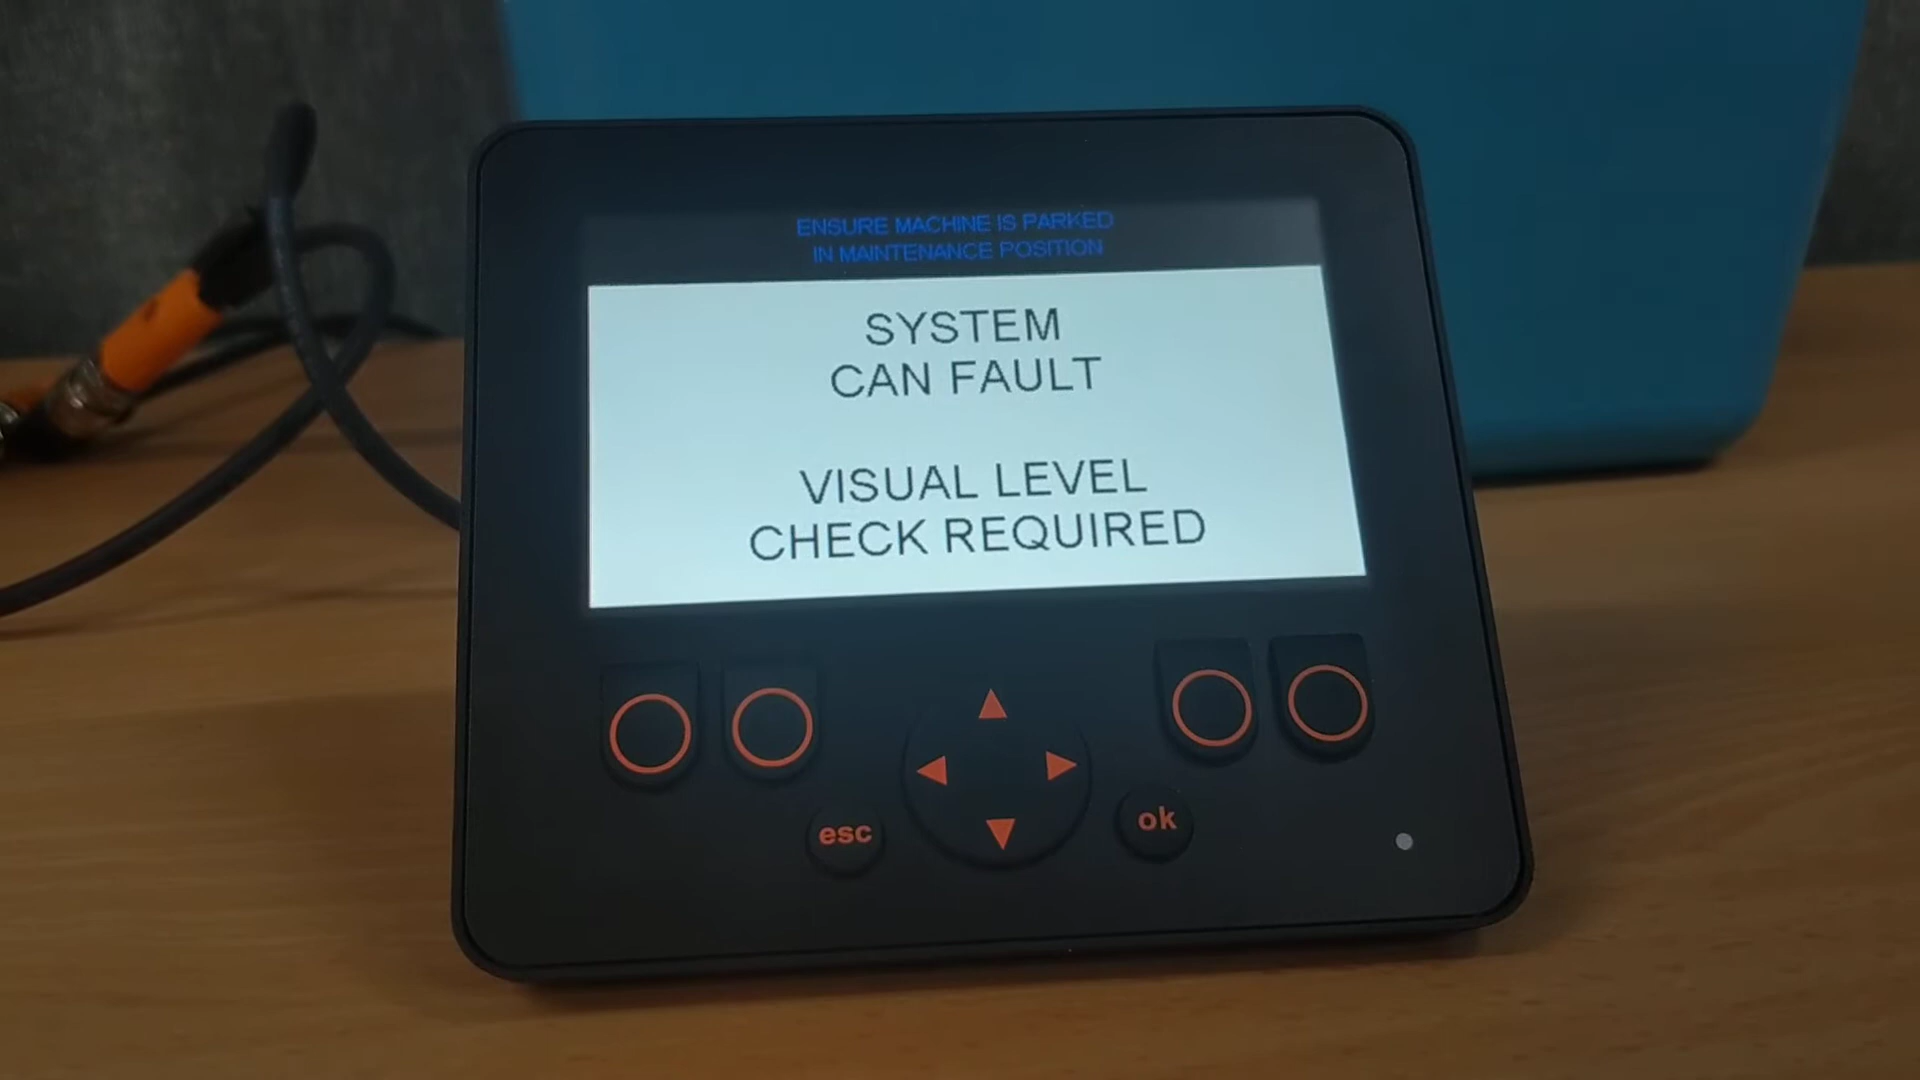 ENSURE MACHINE IS PARKED
IN MAINTENANCE POSITION
SYSTEM
CAN FAULT
VISUAL LEVEL
CHECK REQUIRED
esc
ok